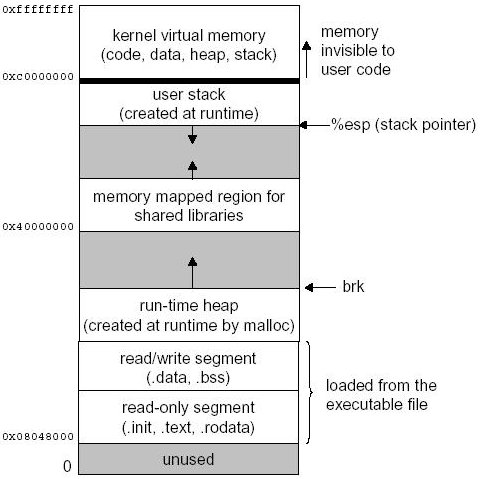 0xffffffff
kernel virtual memory
(code, data, heap, stack)
memory
invisible to
user code
0xc0000000
user stack
(created at runtime)
%esp (stack pointer)
memory mapped region for
shared libraries
0x40000000
brk
run-time heap
(created at runtime by malloc)
read/write segment
(.data, .bss)
loaded from the
executable file
read-only segment
(.init, .text, .rodata)
0x08048000
unused
0